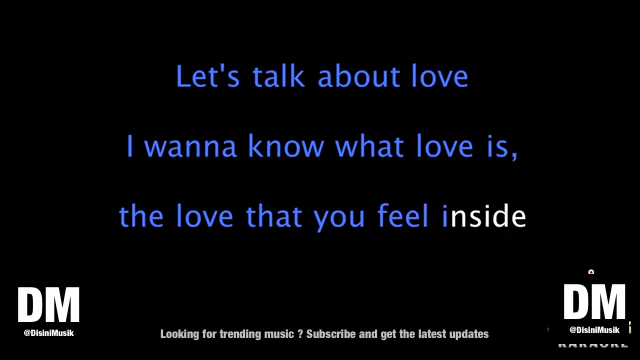 Let's talk about love
I wanna know what love is,
the love that you feel inside
DM
@DisiniMusik
DM
@DisiniMusik
Looking for trending music ? Subscribe and get the latest updates
KARAOKE